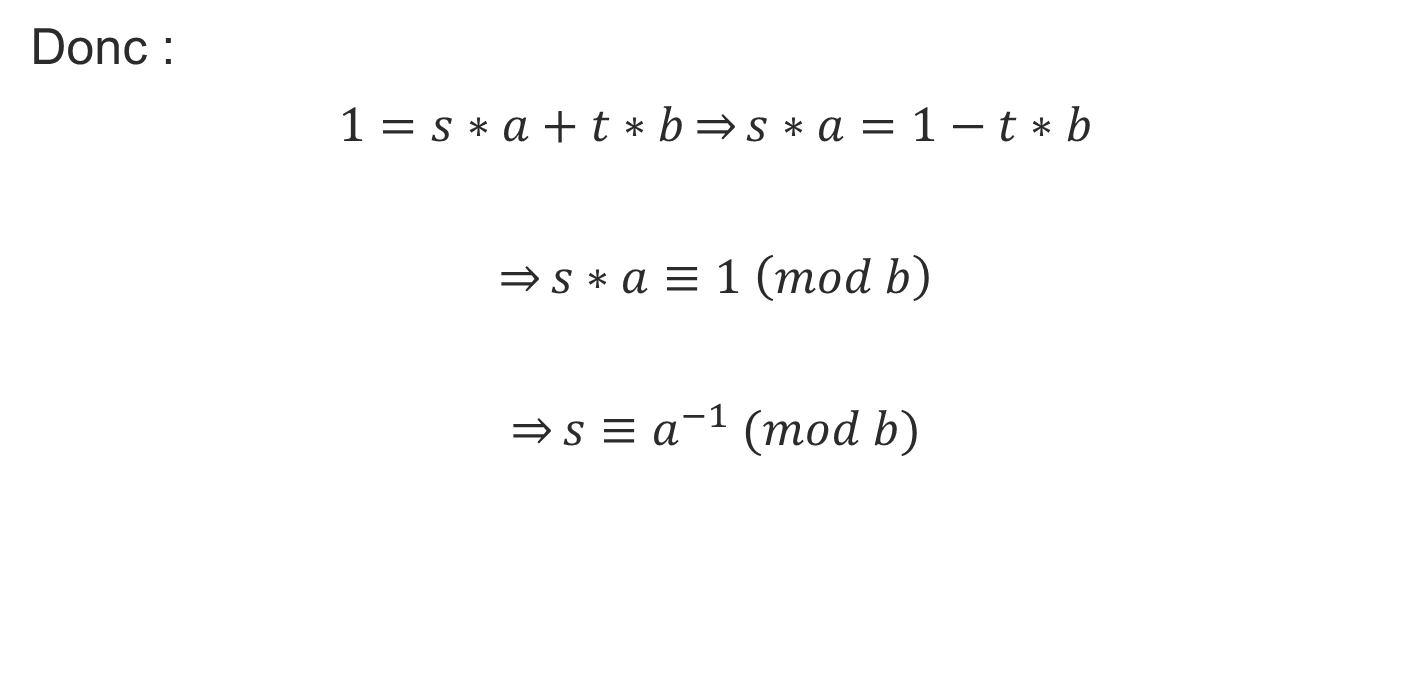 Donc :
1 = s ∗ a + t ∗ b ⇒ s ∗ a = 1 − t ∗ b
⇒ s ∗ a ≡ 1 (mod b)
⇒ s ≡ a⁻¹ (mod b)